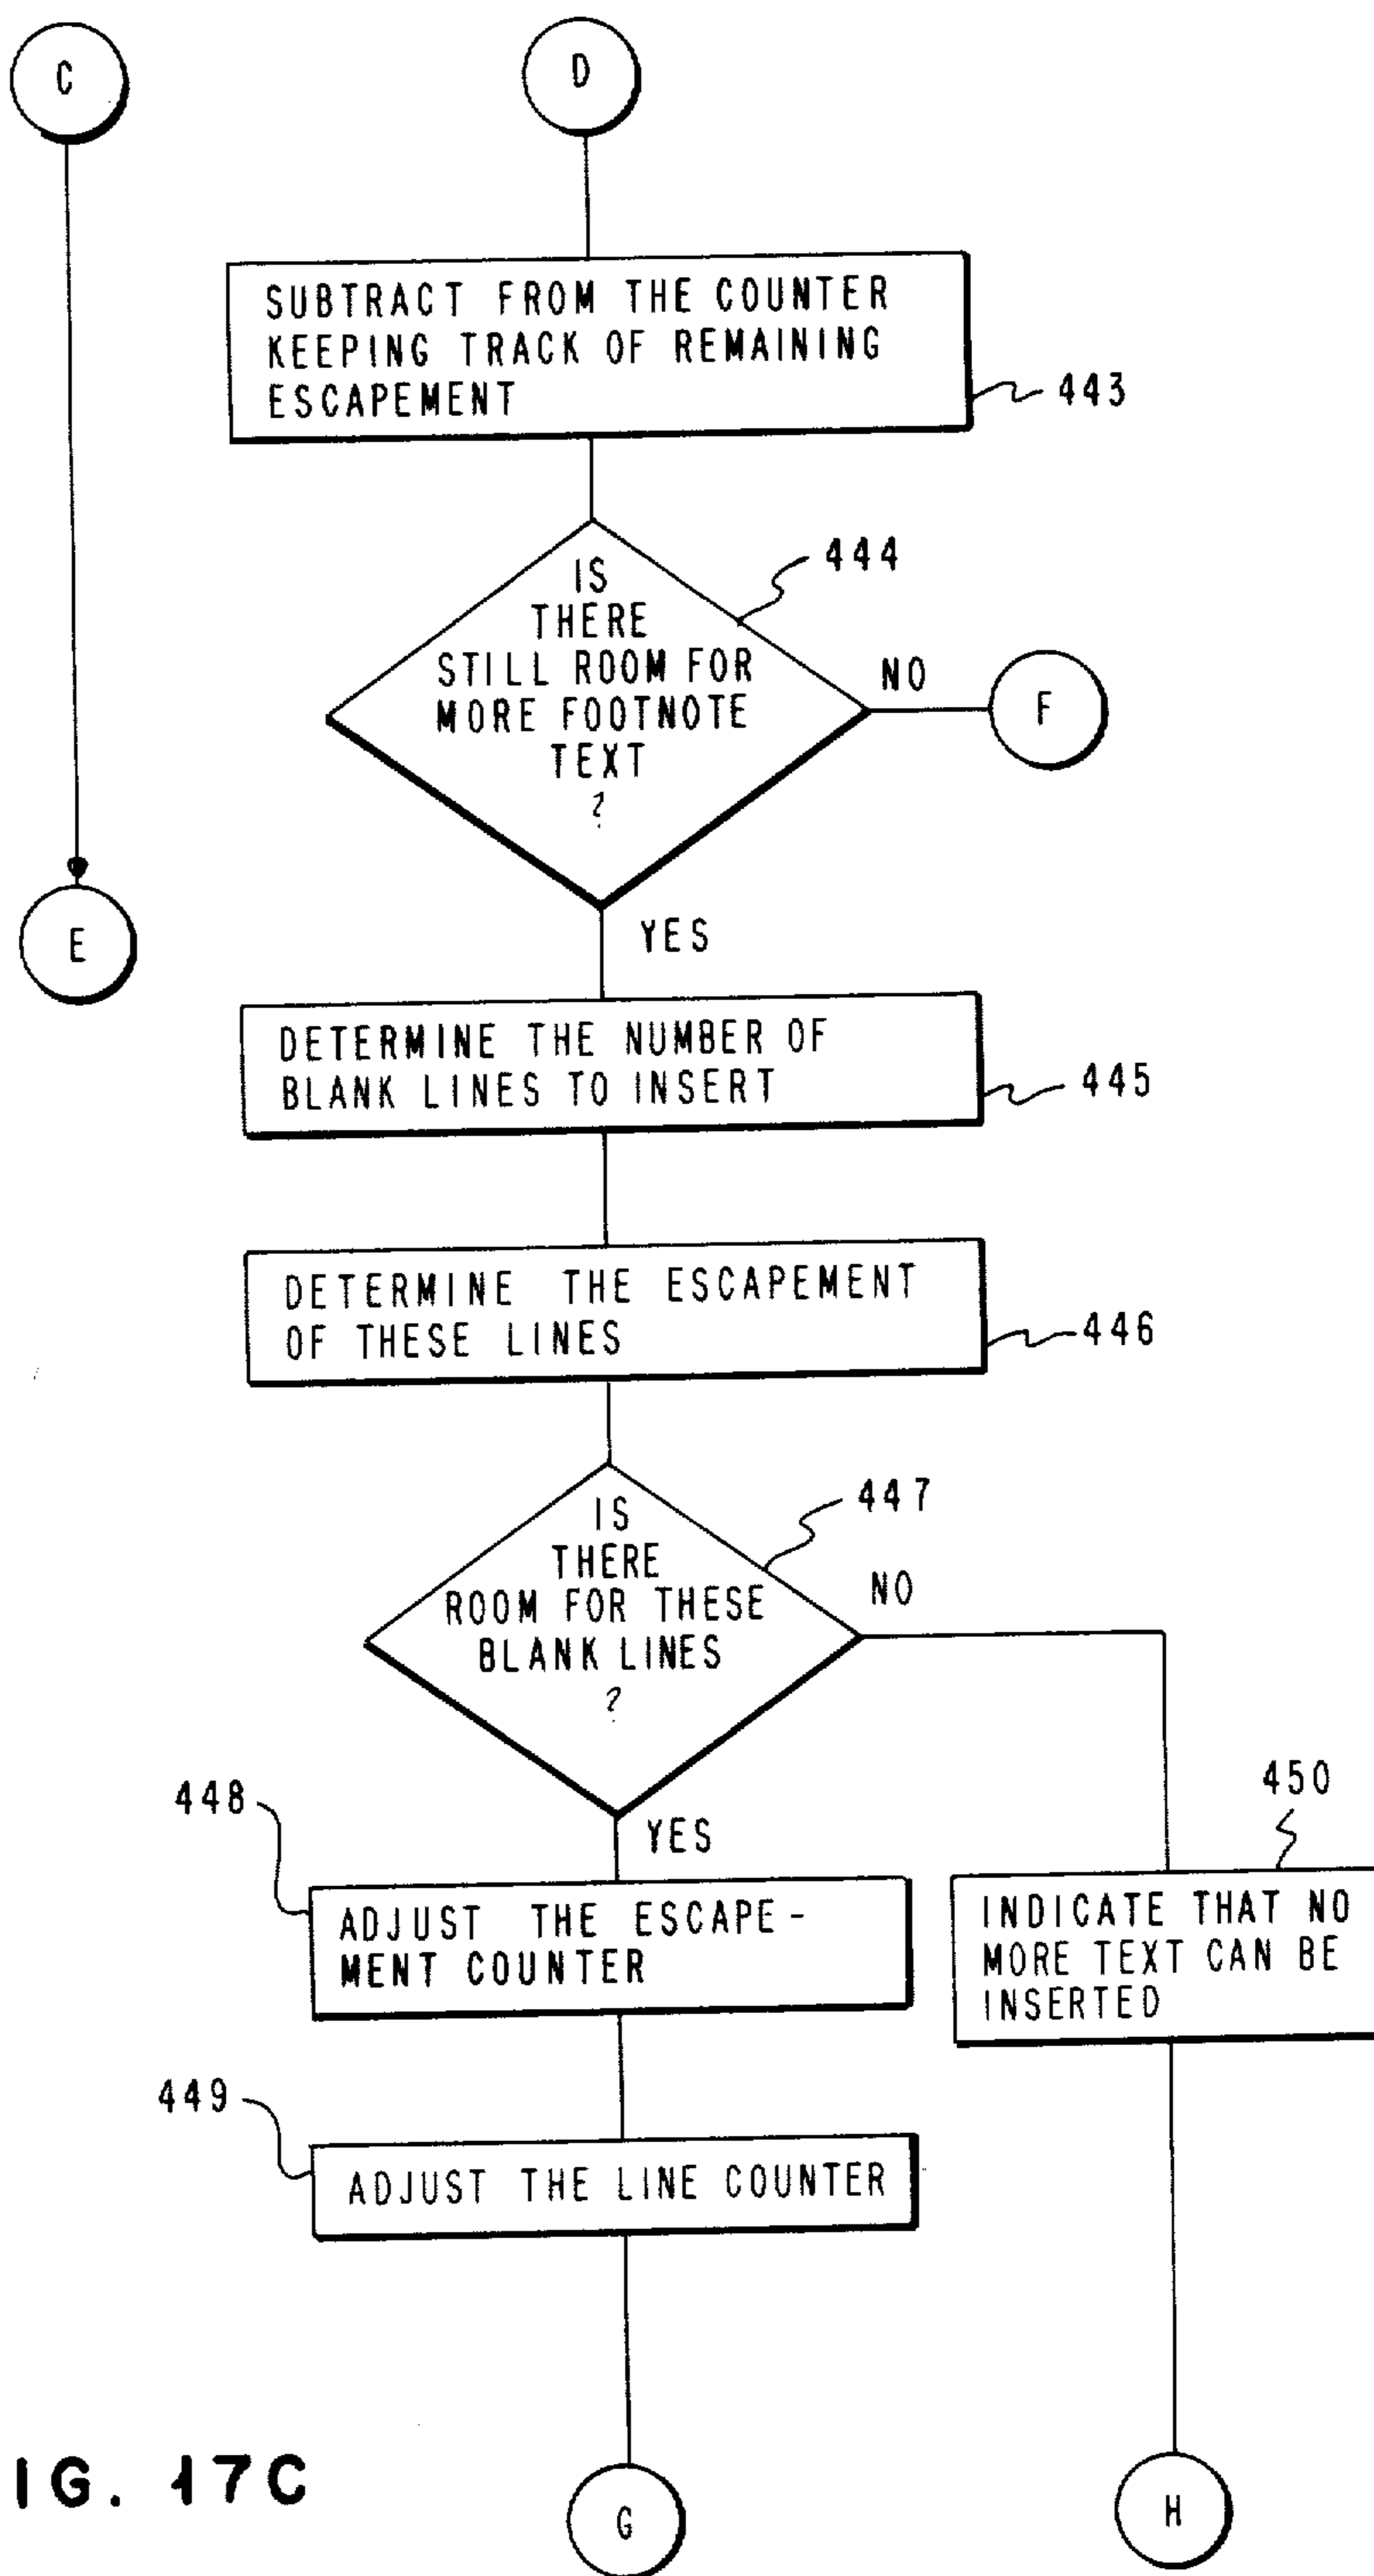 C
D
SUBTRACT FROM THE COUNTER
KEEPING TRACK OF REMAINING
ESCAPEMENT
443
444
IS
THERE
STILL ROOM FOR
MORE FOOTNOTE
TEXT
?
NO
F
E
YES
DETERMINE THE NUMBER OF
BLANK LINES TO INSERT
445
DETERMINE THE ESCAPEMENT
OF THESE LINES
446
447
IS
THERE
ROOM FOR THESE
BLANK LINES
?
NO
448
YES
450
ADJUST THE ESCAPE-
MENT COUNTER
INDICATE THAT NO
MORE TEXT CAN BE
INSERTED
449
ADJUST THE LINE COUNTER
IG. 17C
G
H